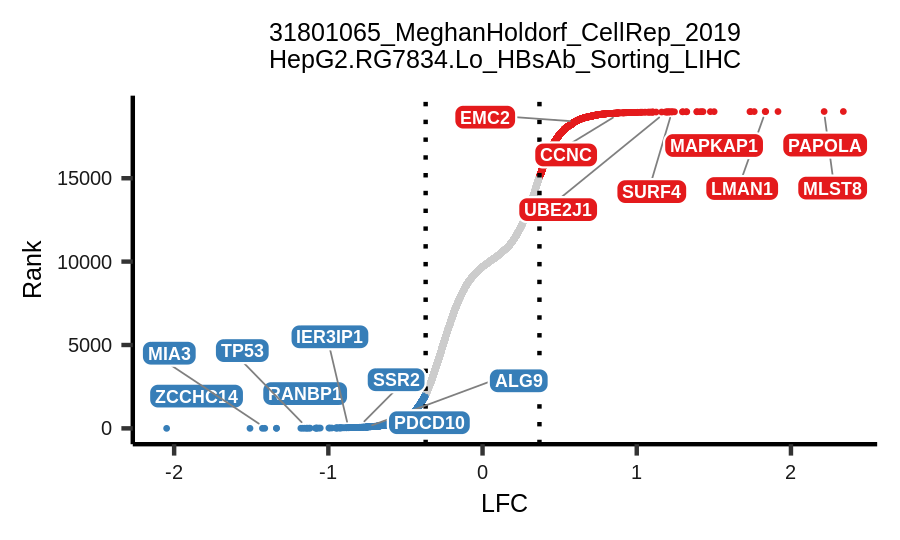 31801065_MeghanHoldorf_CellRep_2019
HepG2.RG7834.Lo_HBsAb_Sorting_LIHC
EMC2
CCNC
MAPKAP1
PAPOLA
15000
SURF4
LMAN1
MLST8
UBE2J1
Rank
10000
5000
IER3IP1
MIA3
TP53
SSR2
ALG9
ZCCHC14
RANBP1
PDCD10
0
-2
-1
0
1
2
LFC